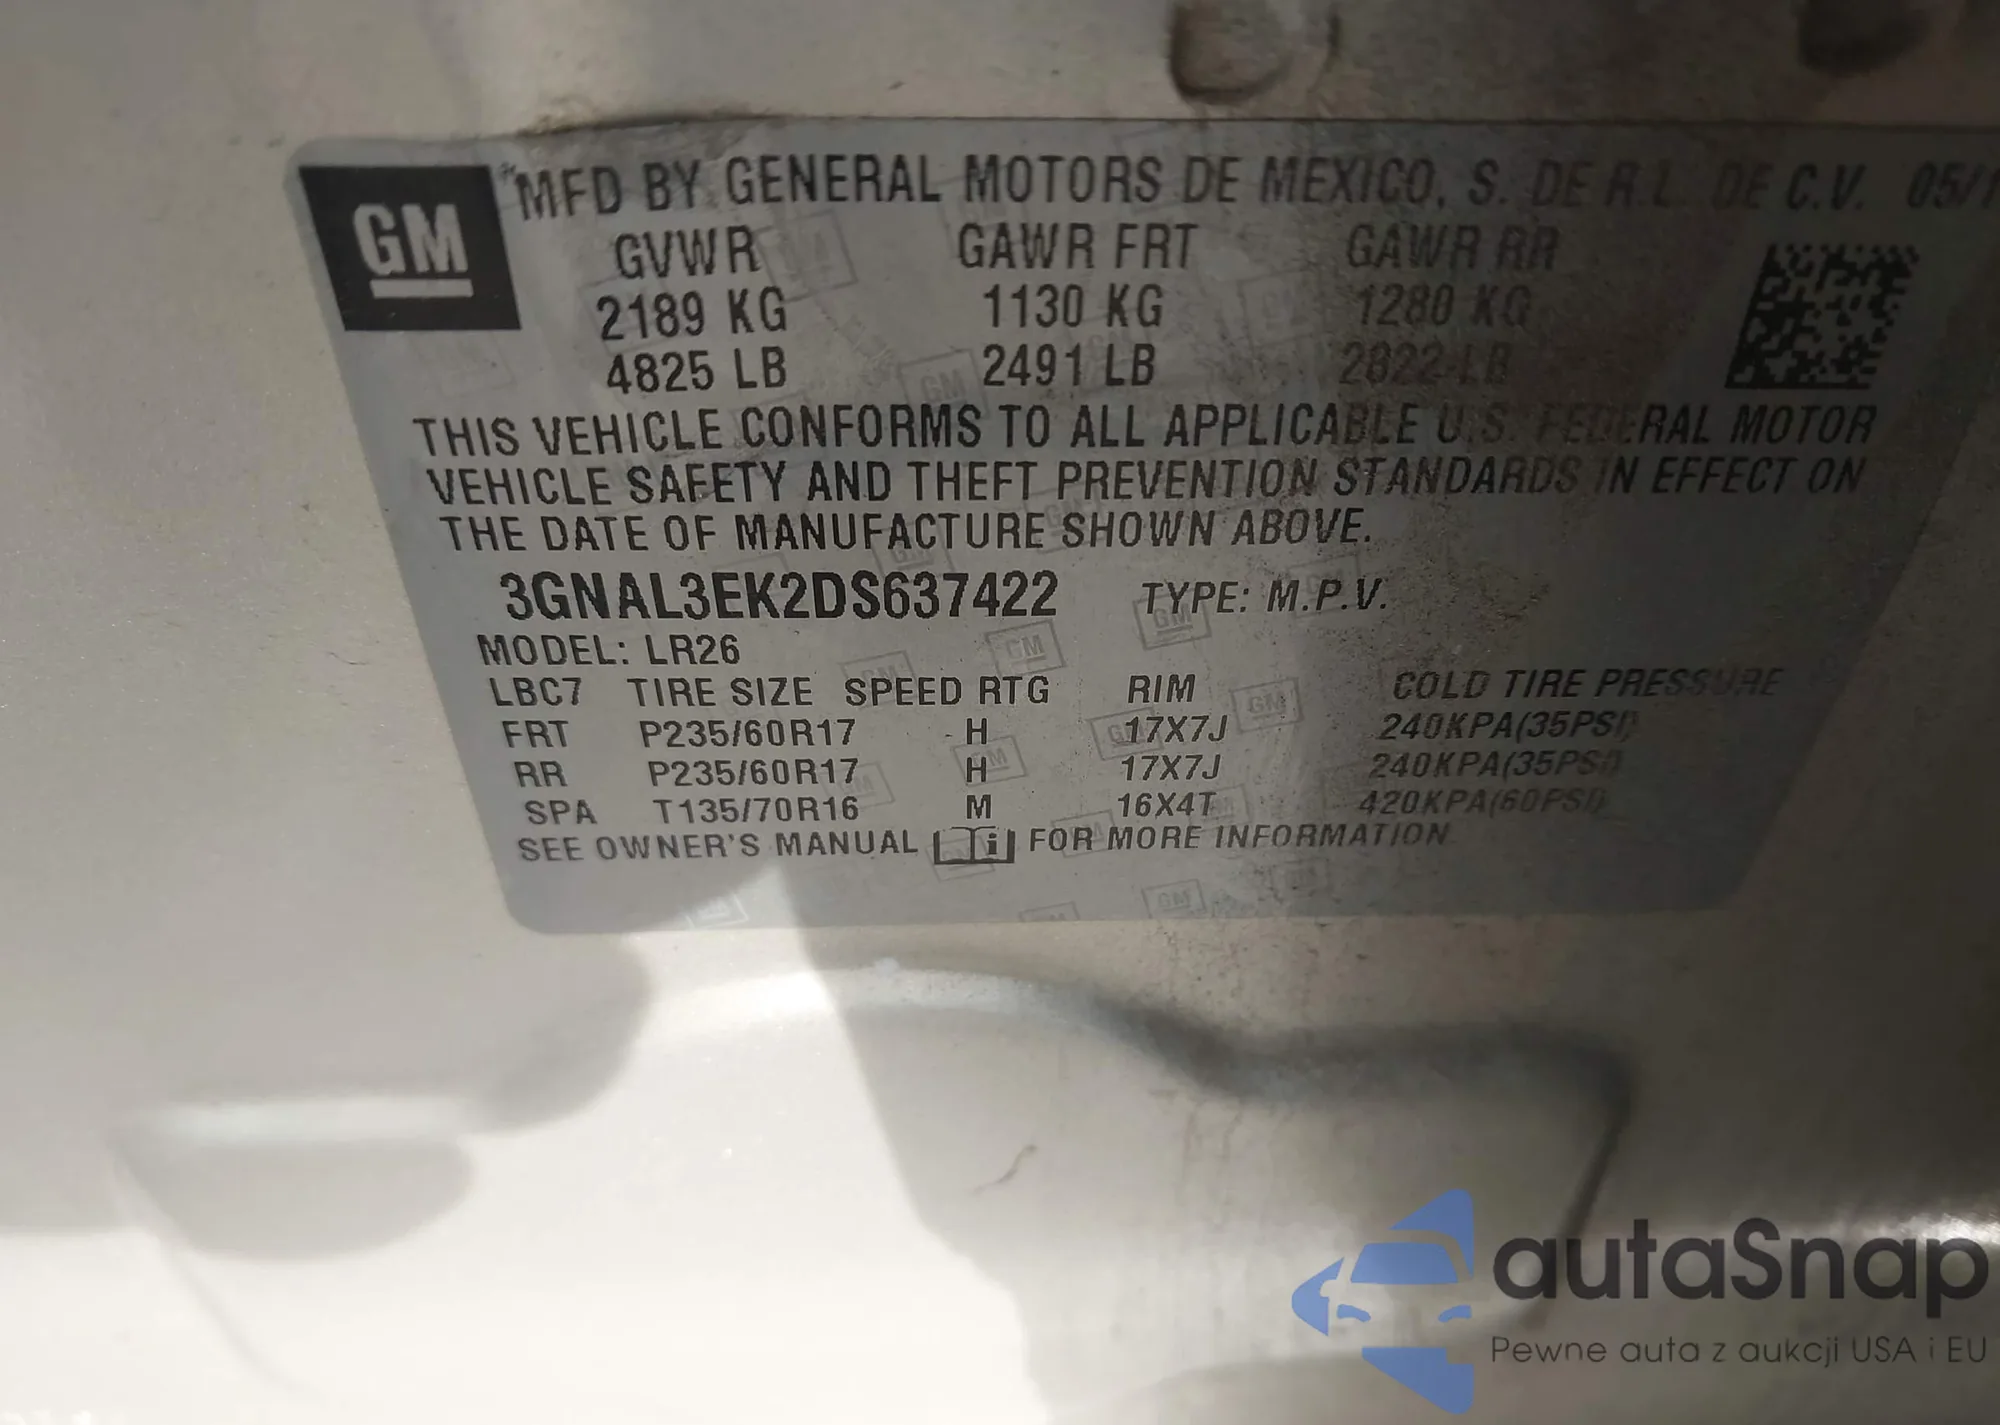 GM
MFD BY GENERAL MOTORS DE MEXICO, S. DE R.L. DE C.V. 05/1
GVWR GAWR FRT GAWR RR
2189 KG 1130 KG 1280 KG
4825 LB 2491 LB 2822 LB
THIS VEHICLE CONFORMS TO ALL APPLICABLE U.S. FEDERAL MOTOR
VEHICLE SAFETY AND THEFT PREVENTION STANDARDS IN EFFECT ON
THE DATE OF MANUFACTURE SHOWN ABOVE.
3GNAL3EK2DS637422 TYPE: M.P.V.
MODEL: LR26
LBC7 TIRE SIZE SPEED RTG RIM COLD TIRE PRESSURE
FRT P235/60R17 H 17X7J 240KPA(35PSI)
RR P235/60R17 H 17X7J 240KPA(35PSI)
SPA T135/70R16 M 16X4T 420KPA(60PSI)
SEE OWNER'S MANUAL i FOR MORE INFORMATION
autaSnap
Pewne auta z aukcji USA i EU